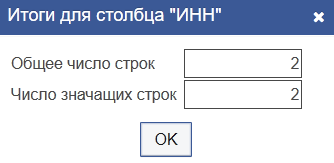 Итоги для столбца "ИНН"
Общее число строк 2
Число значащих строк 2
OK